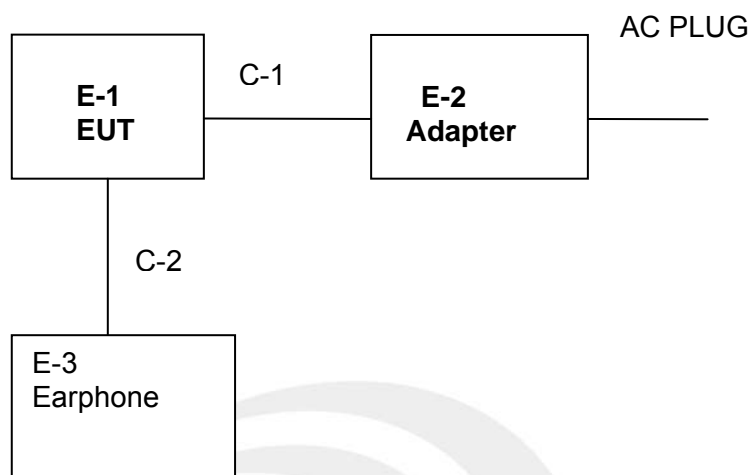 AC PLUG
C-1
E-1
EUT
E-2
Adapter
C-2
E-3
Earphone